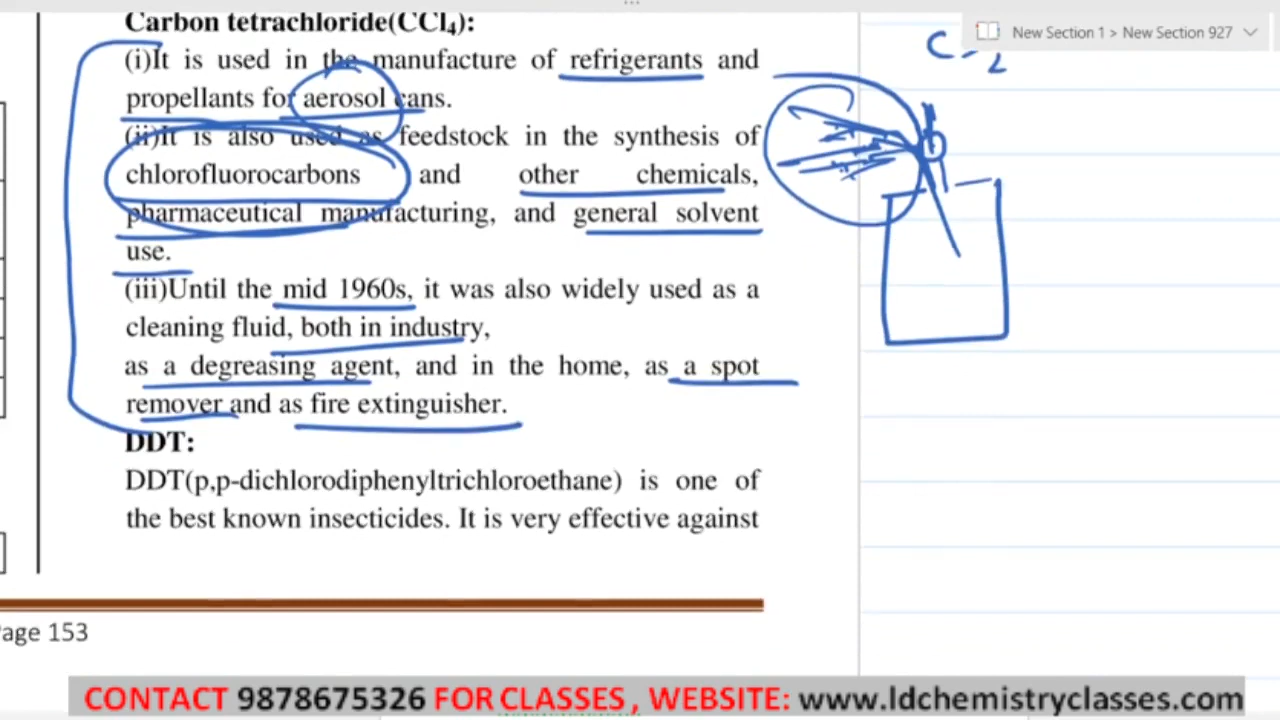 Carbon tetrachloride(CCl₄):
(i)It is used in the manufacture of refrigerants and
propellants for aerosol cans.
(ii)It is also used as feedstock in the synthesis of
chlorofluorocarbons and other chemicals,
pharmaceutical manufacturing, and general solvent
use.
(iii)Until the mid 1960s, it was also widely used as a
cleaning fluid, both in industry,
as a degreasing agent, and in the home, as a spot
remover and as fire extinguisher.
DDT:
DDT(p,p-dichlorodiphenyltrichloroethane) is one of
the best known insecticides. It is very effective against
age 153
New Section 1 > New Section 927
CONTACT 9878675326 FOR CLASSES , WEBSITE: www.ldchemistryclasses.com